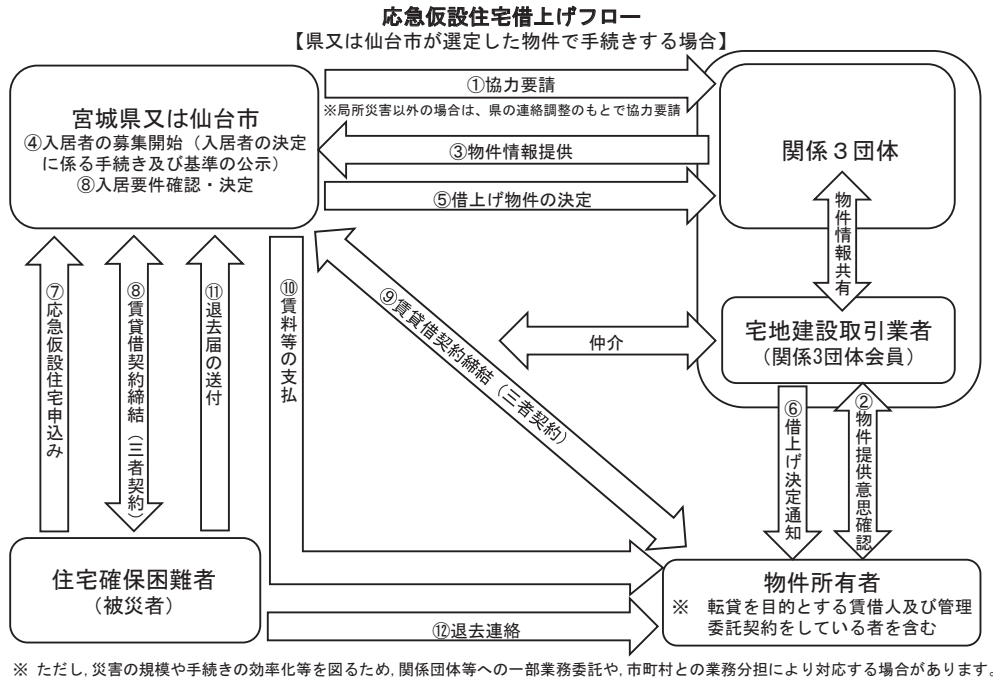 応急仮設住宅借上げフロー
【県又は仙台市が選定した物件で手続きする場合】
①協力要請
※局所災害以外の場合は、県の連絡調整のもとで協力要請
宮城県又は仙台市
④入居者の募集開始（入居者の決定
に係る手続き及び基準の公示）
⑧入居要件確認・決定
③物件情報提供
⑤借上げ物件の決定
関係３団体
物件情報共有
宅地建設取引業者
（関係3団体会員）
仲介
⑦応急仮設住宅申込み
⑧賃貸借契約締結（三者契約）
⑪退去届の送付
⑩賃料等の支払
⑨賃貸借契約締結（三者契約）
⑥借上げ決定通知
②物件提供意思確認
住宅確保困難者
（被災者）
⑫退去連絡
物件所有者
※　転貸を目的とする賃借人及び管理
委託契約をしている者を含む
※ ただし,災害の規模や手続きの効率化等を図るため,関係団体等への一部業務委託や,市町村との業務分担により対応する場合があります。